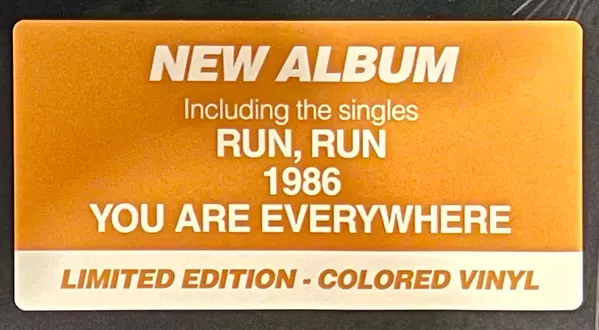 NEW ALBUM
Including the singles
RUN, RUN
1986
YOU ARE EVERYWHERE
LIMITED EDITION - COLORED VINYL